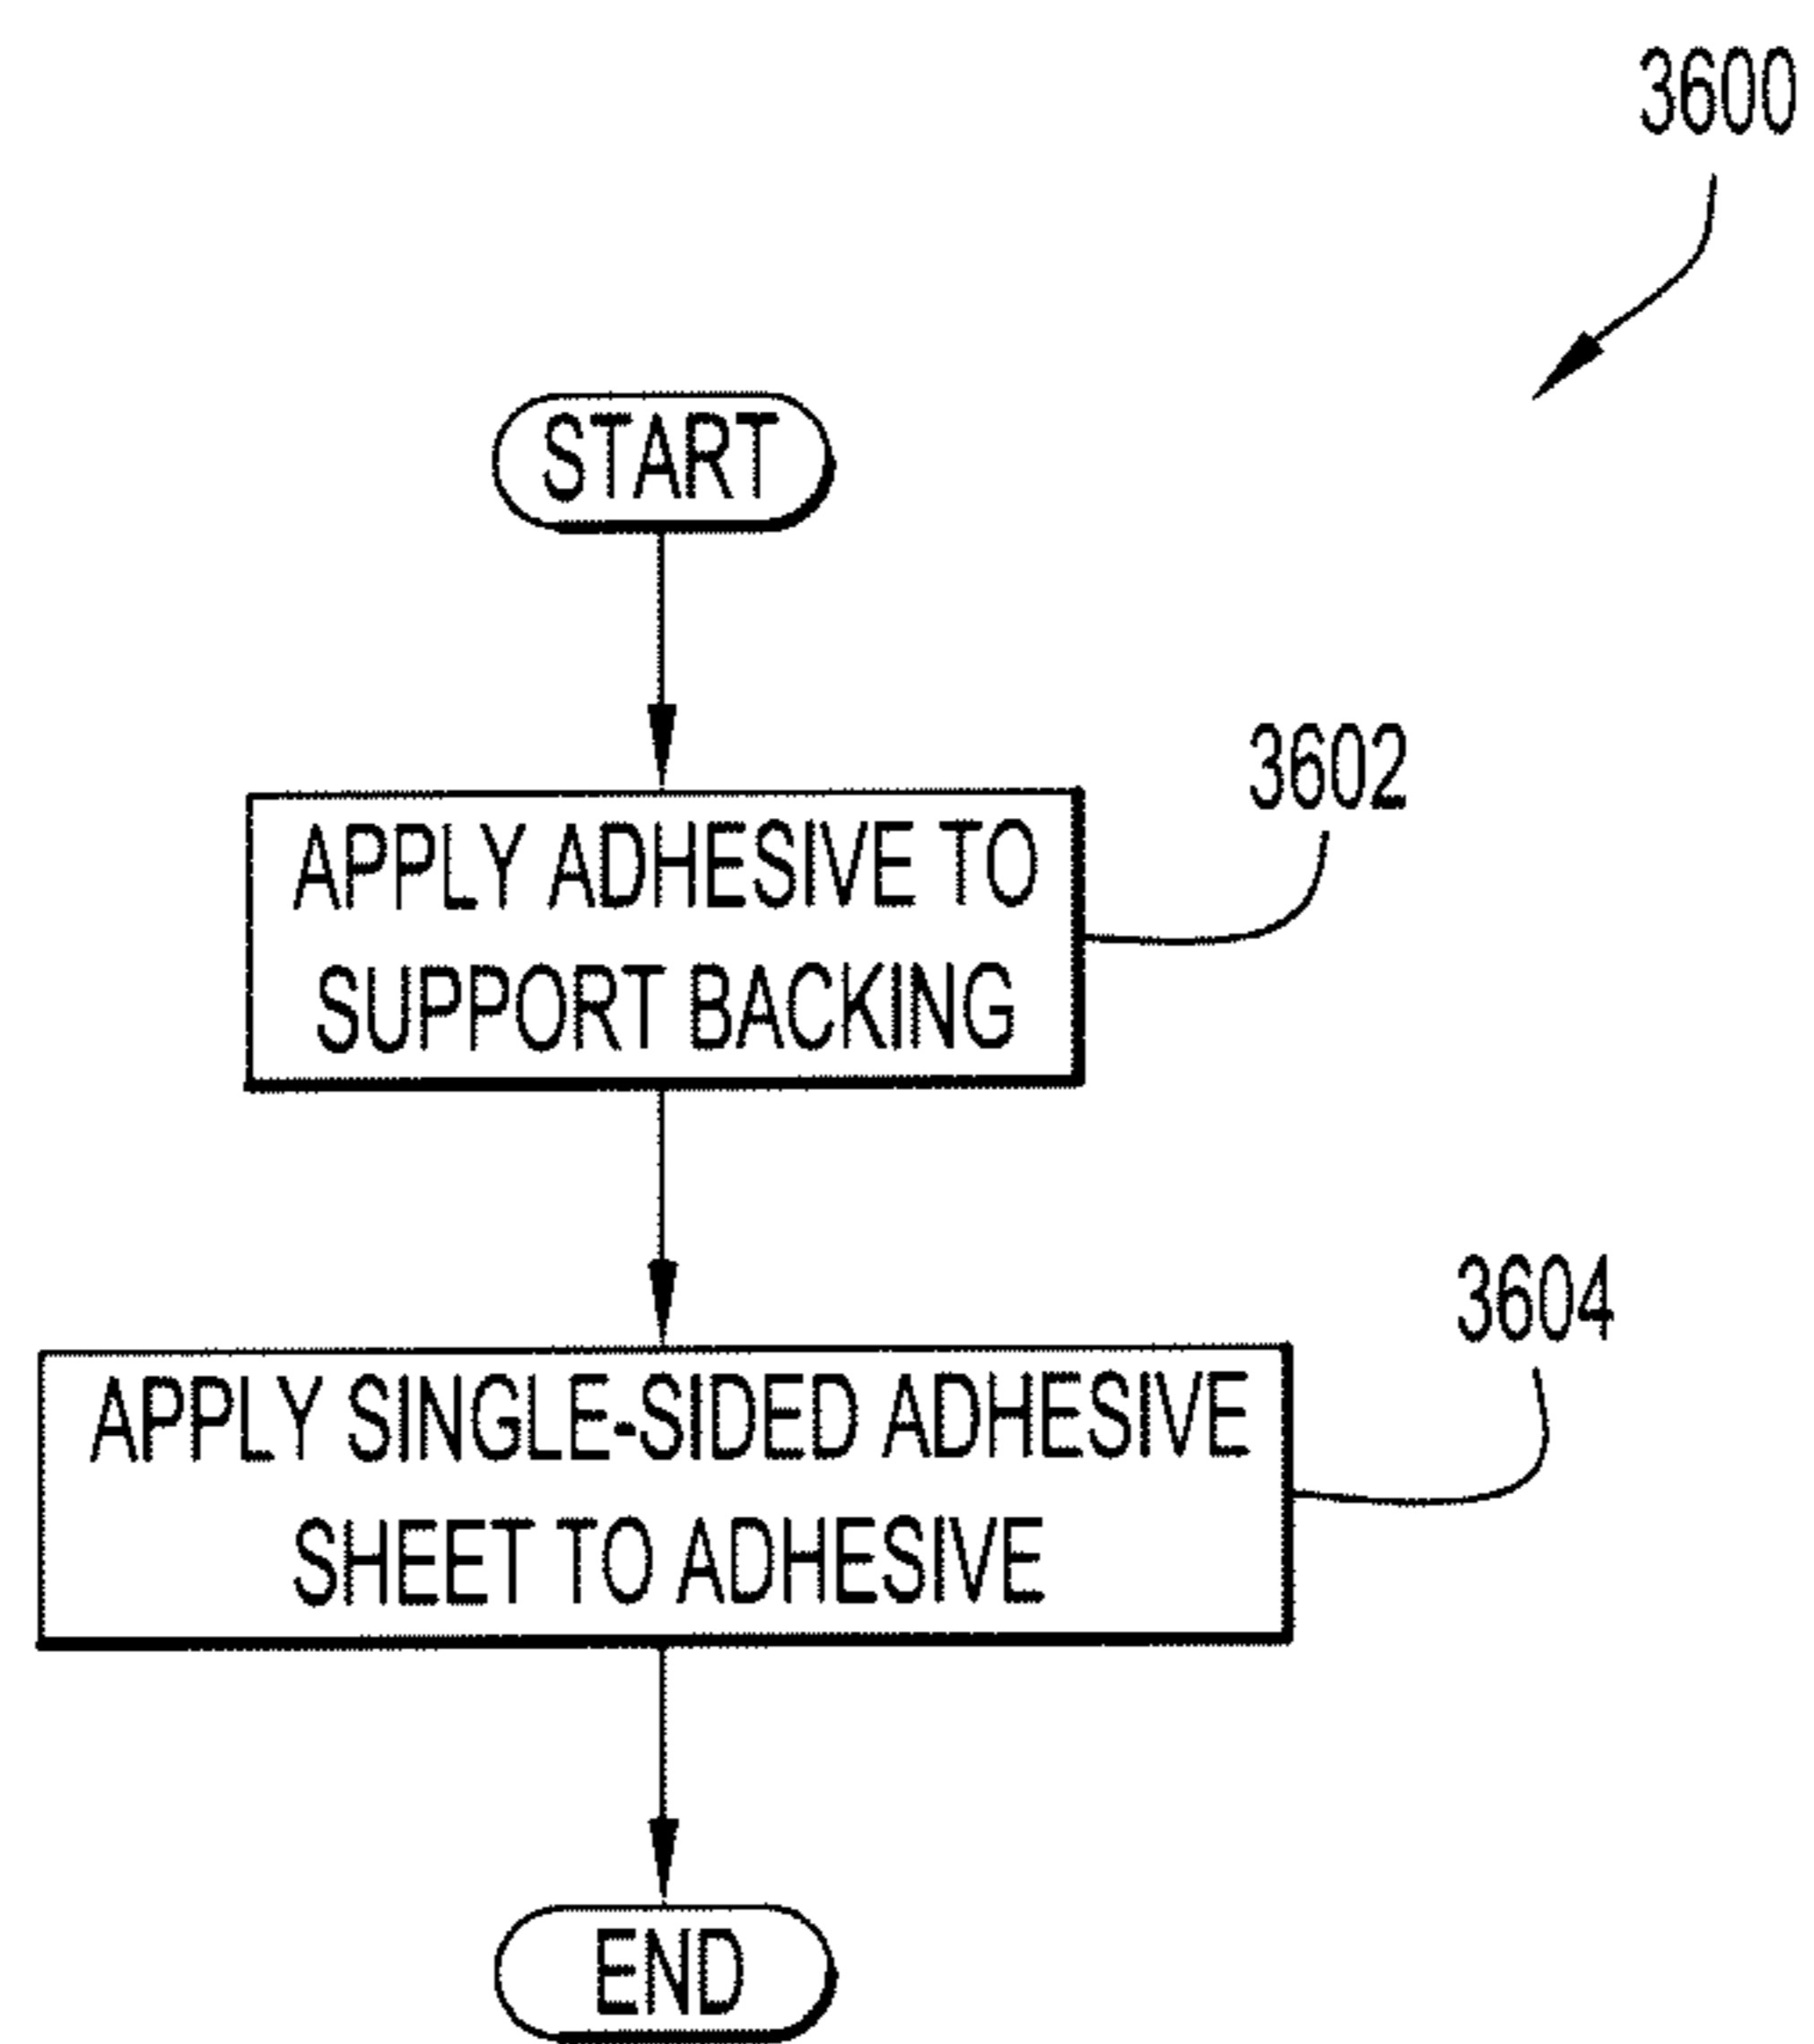 3600
START
3602
APPLY ADHESIVE TO
SUPPORT BACKING
3604
APPLY SINGLE-SIDED ADHESIVE
SHEET TO ADHESIVE
END